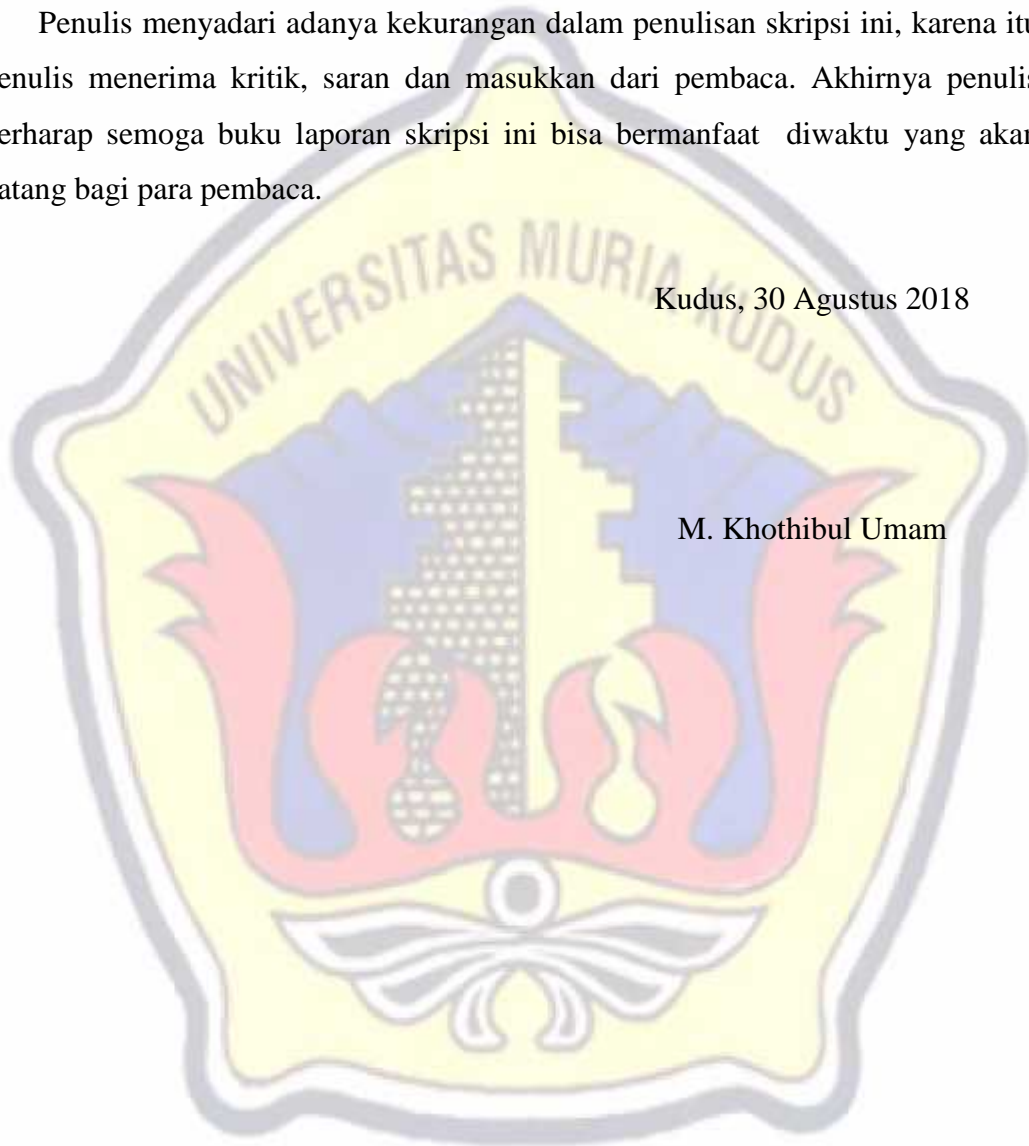 Penulis menyadari adanya kekurangan dalam penulisan skripsi ini, karena itu
enulis menerima kritik, saran dan masukkan dari pembaca. Akhirnya penulis
erharap semoga buku laporan skripsi ini bisa bermanfaat diwaktu yang akan
atang bagi para pembaca.
UNIVERSITAS MURIA KUDUS
Kudus, 30 Agustus 2018
M. Khothibul Umam